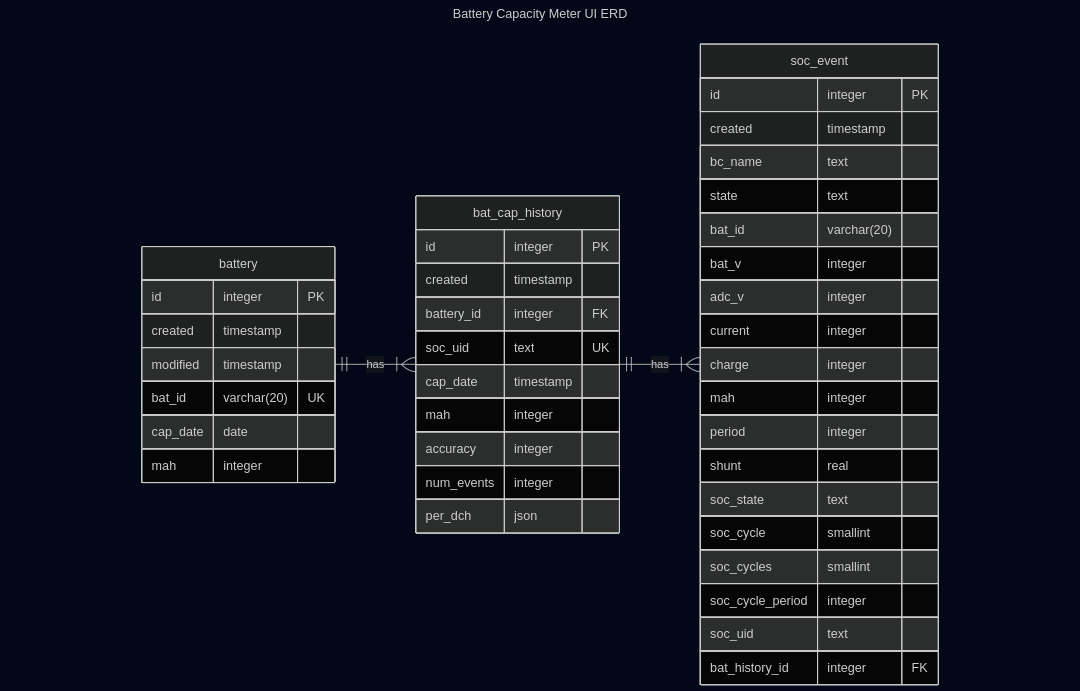 Battery Capacity Meter UI ERD
battery
id integer PK
created timestamp
modified timestamp
bat_id varchar(20) UK
cap_date date
mah integer
has
bat_cap_history
id integer PK
created timestamp
battery_id integer FK
soc_uid text UK
cap_date timestamp
mah integer
accuracy integer
num_events integer
per_dch json
has
soc_event
id integer PK
created timestamp
bc_name text
state text
bat_id varchar(20)
bat_v integer
adc_v integer
current integer
charge integer
mah integer
period integer
shunt real
soc_state text
soc_cycle smallint
soc_cycles smallint
soc_cycle_period integer
soc_uid text
bat_history_id integer FK